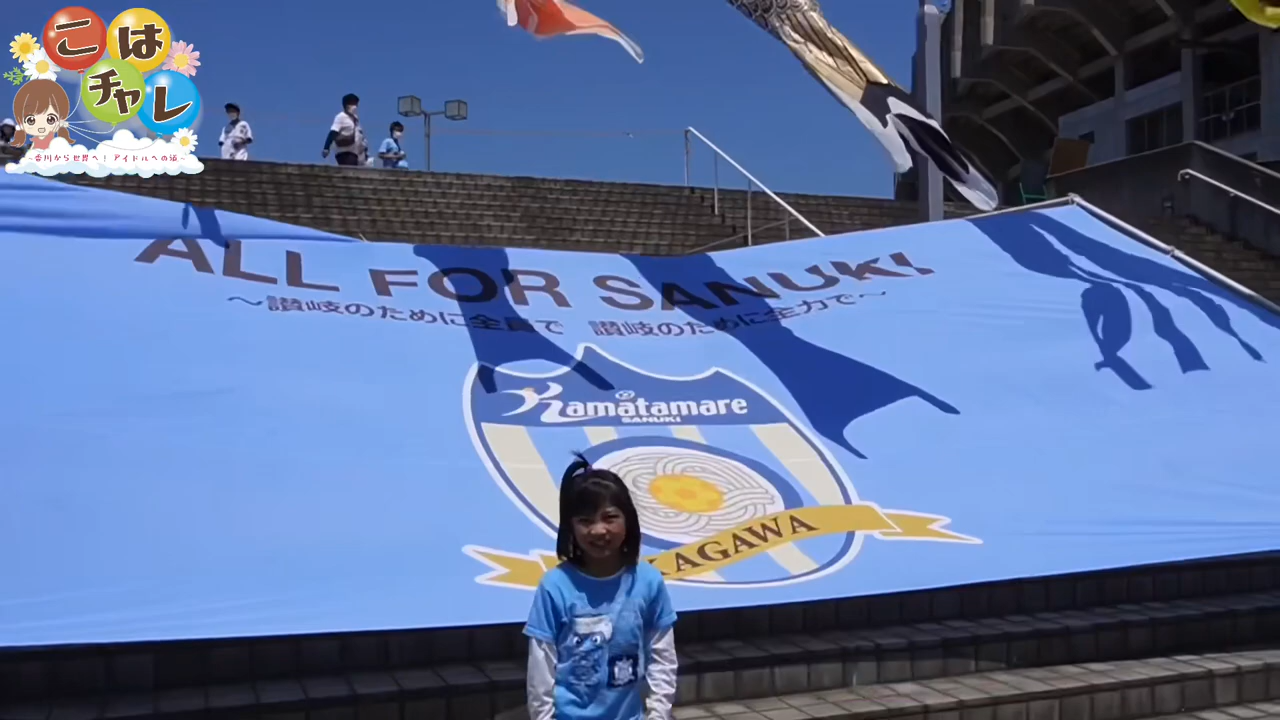 こは
チャレ
~香川から世界へ！アイドルへの道~
ALL FOR SANUKI
～讃岐のために全員で 讃岐のために全力で～
Kamatamare
SANUKI
KAGAWA